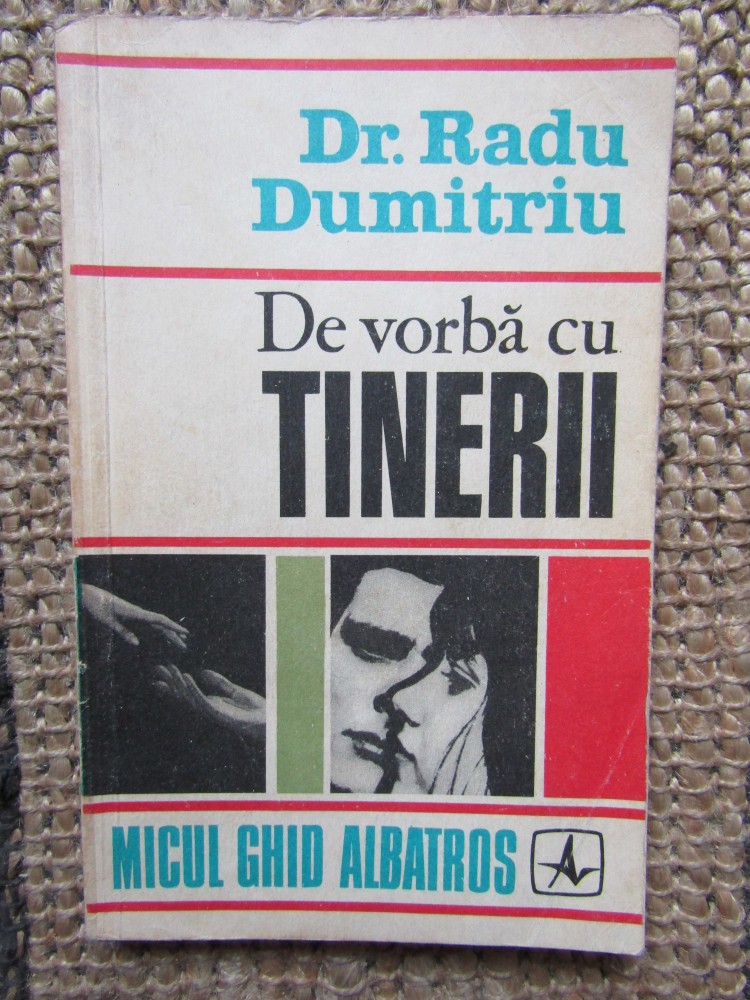 Dr. Radu
Dumitriu
De vorbă cu
TINERII
MICUL GHID ALBATROS